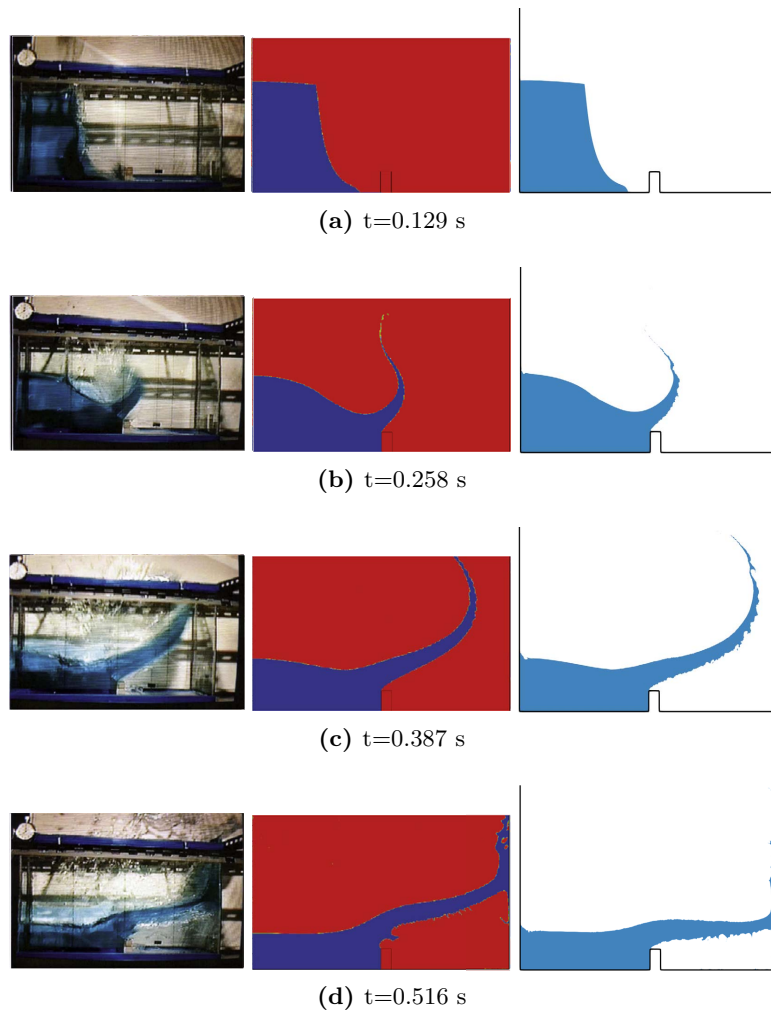 (a) t=0.129 s
(b) t=0.258 s
(c) t=0.387 s
(d) t=0.516 s